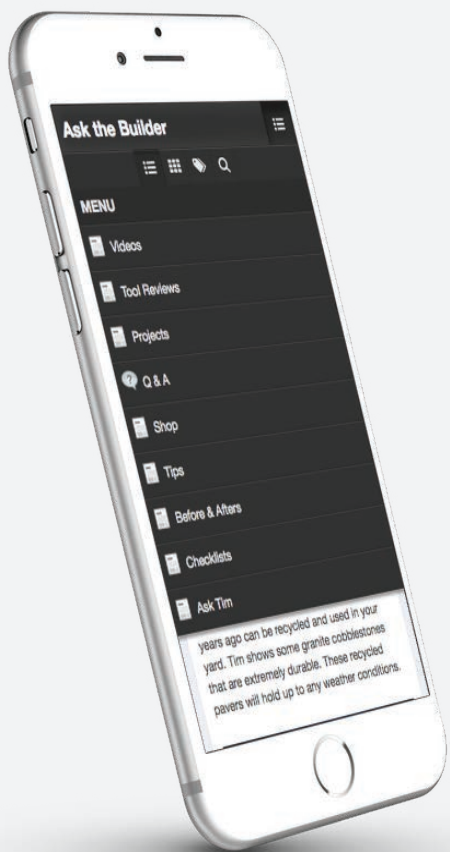 Ask the Builder
MENU
Videos
Tool Reviews
Projects
Q & A
Shop
Tips
Before & Afters
Checklists
Ask Tim
years ago can be recycled and used in your
yard. Tim shows some granite cobblestones
that are extremely durable. These recycled
pavers will hold up to any weather conditions.